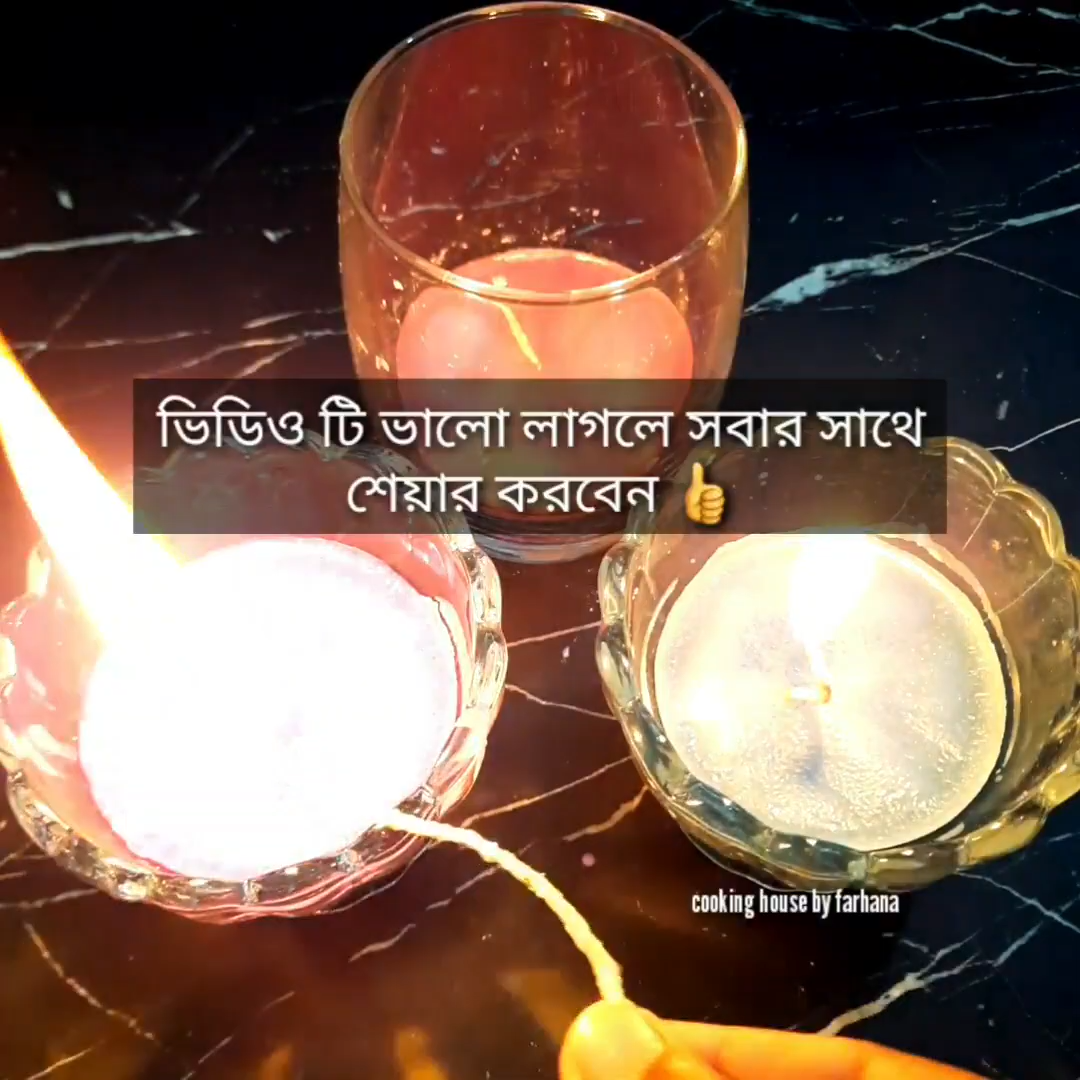 ভিডিও টি ভালো লাগলে সবার সাথে
শেয়ার করবেন 👍
cooking house by farhana